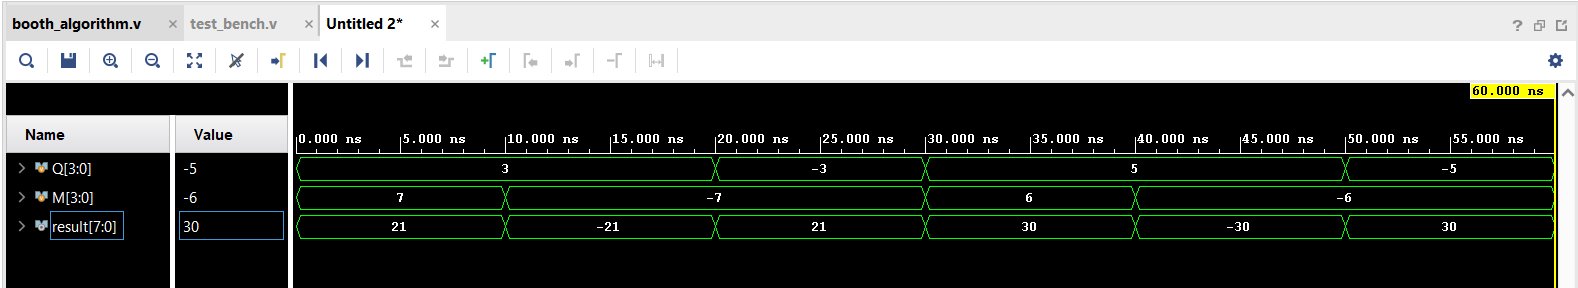 booth_algorithm.v × test_bench.v × Untitled 2* × ?
60.000 ns
Name Value 0.000 ns 5.000 ns 10.000 ns 15.000 ns 20.000 ns 25.000 ns 30.000 ns 35.000 ns 40.000 ns 45.000 ns 50.000 ns 55.000 ns
Q[3:0] -5 3 -3 5 -5
M[3:0] -6 7 -7 6 -6
result[7:0] 30 21 -21 21 30 -30 30